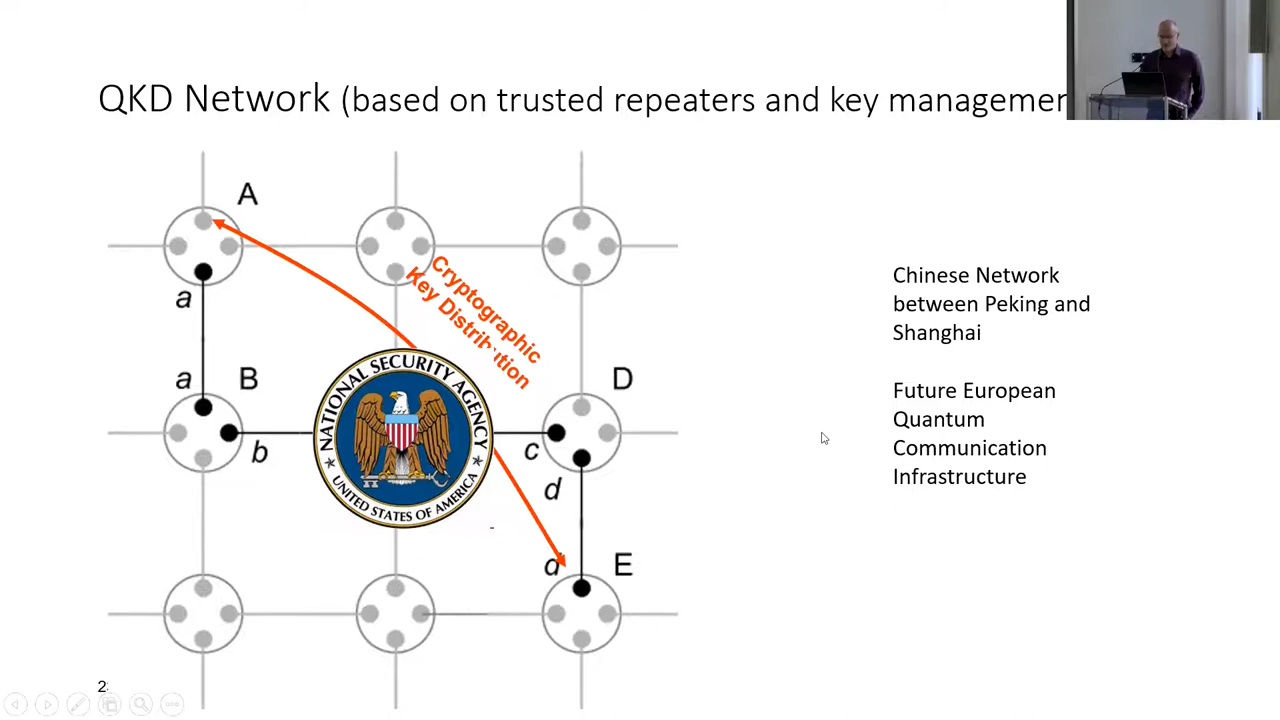 QKD Network (based on trusted repeaters and key managemen
A
Cryptographic
Key Distribution
a
a
B
D
NATIONAL SECURITY AGENCY
UNITED STATES OF AMERICA
b
c
d
d
E
Chinese Network
between Peking and
Shanghai
Future European
Quantum
Communication
Infrastructure
2